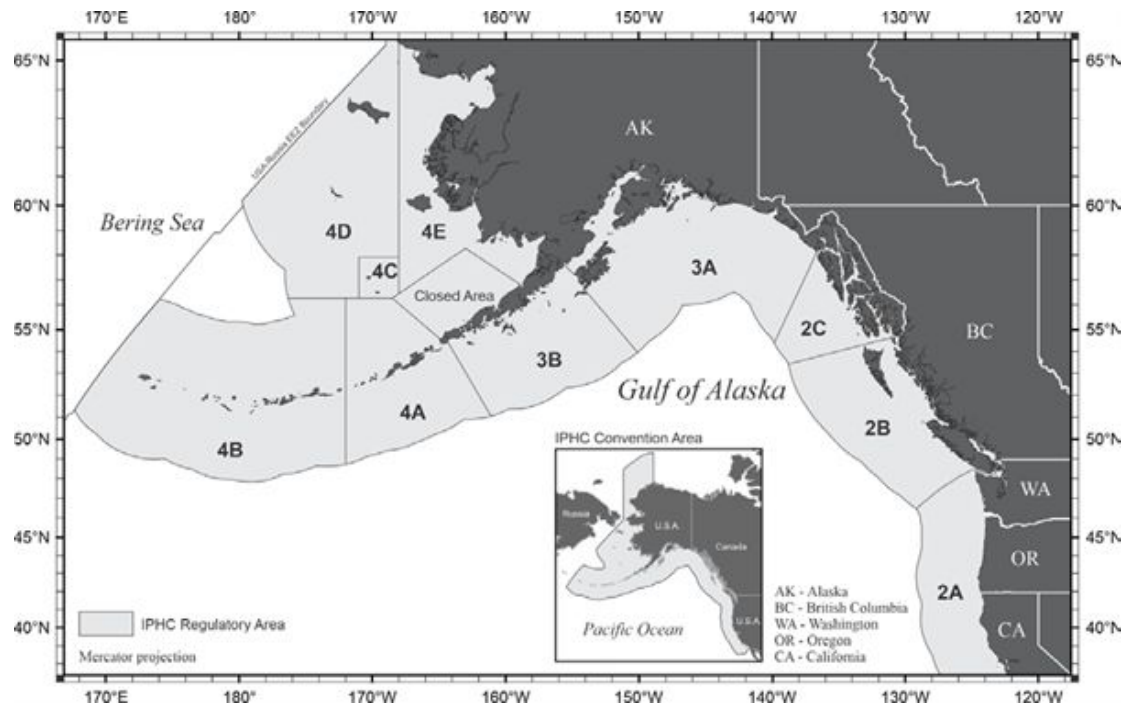 170°E 180° 170°W 160°W 150°W 140°W 130°W 120°W
65°N 65°N
USA Russia EEZ Boundary
AK
60°N 60°N
Bering Sea
4D
4E
4C
3A
Closed Area
55°N 55°N
2C
BC
3B
Gulf of Alaska
4A
2B
50°N 50°N
4B
IPHC Convention Area
WA
Russia
U.S.A.
Canada
45°N 45°N
OR
2A
AK - Alaska
BC - British Columbia
WA - Washington
OR - Oregon
CA - California
U.S.A.
Pacific Ocean
IPHC Regulatory Area
CA
40°N 40°N
Mercator projection
170°E 180° 170°W 160°W 150°W 140°W 130°W 120°W